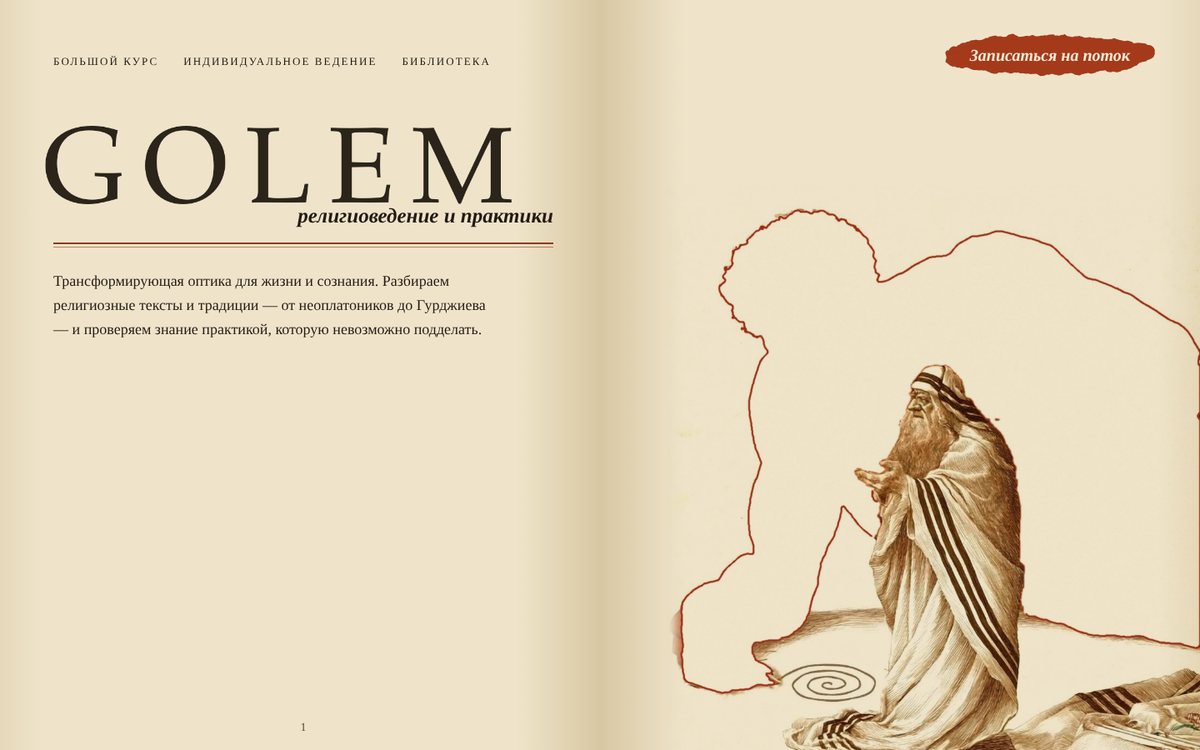 БОЛЬШОЙ КУРС ИНДИВИДУАЛЬНОЕ ВЕДЕНИЕ БИБЛИОТЕКА
Записаться на поток
GOLEM
религиоведение и практики
Трансформирующая оптика для жизни и сознания. Разбираем
религиозные тексты и традиции — от неоплатоников до Гурджиева
— и проверяем знание практикой, которую невозможно подделать.
1